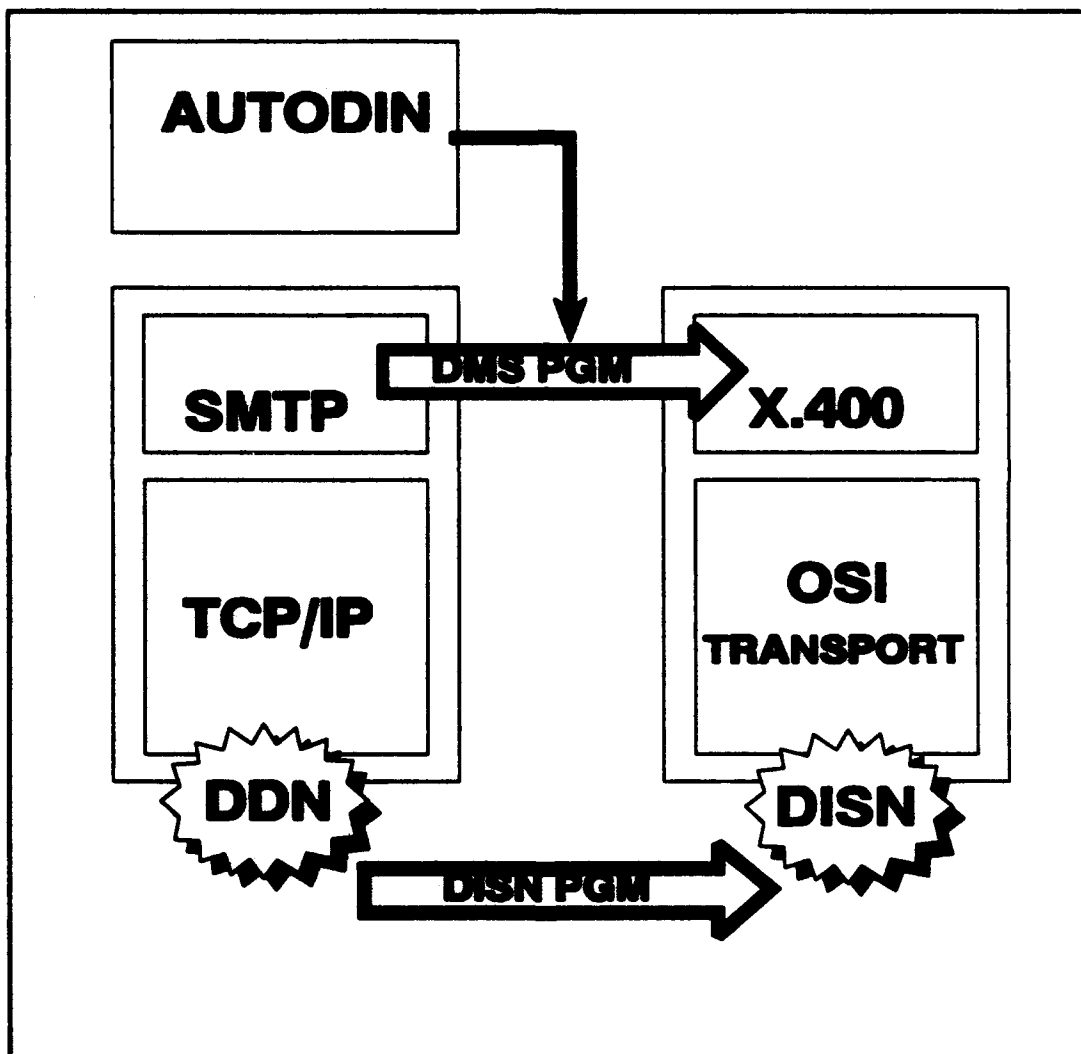 AUTODIN
DMS PGM
SMTP
X.400
TCP/IP
OSI
TRANSPORT
DDN
DISN
DISN PGM